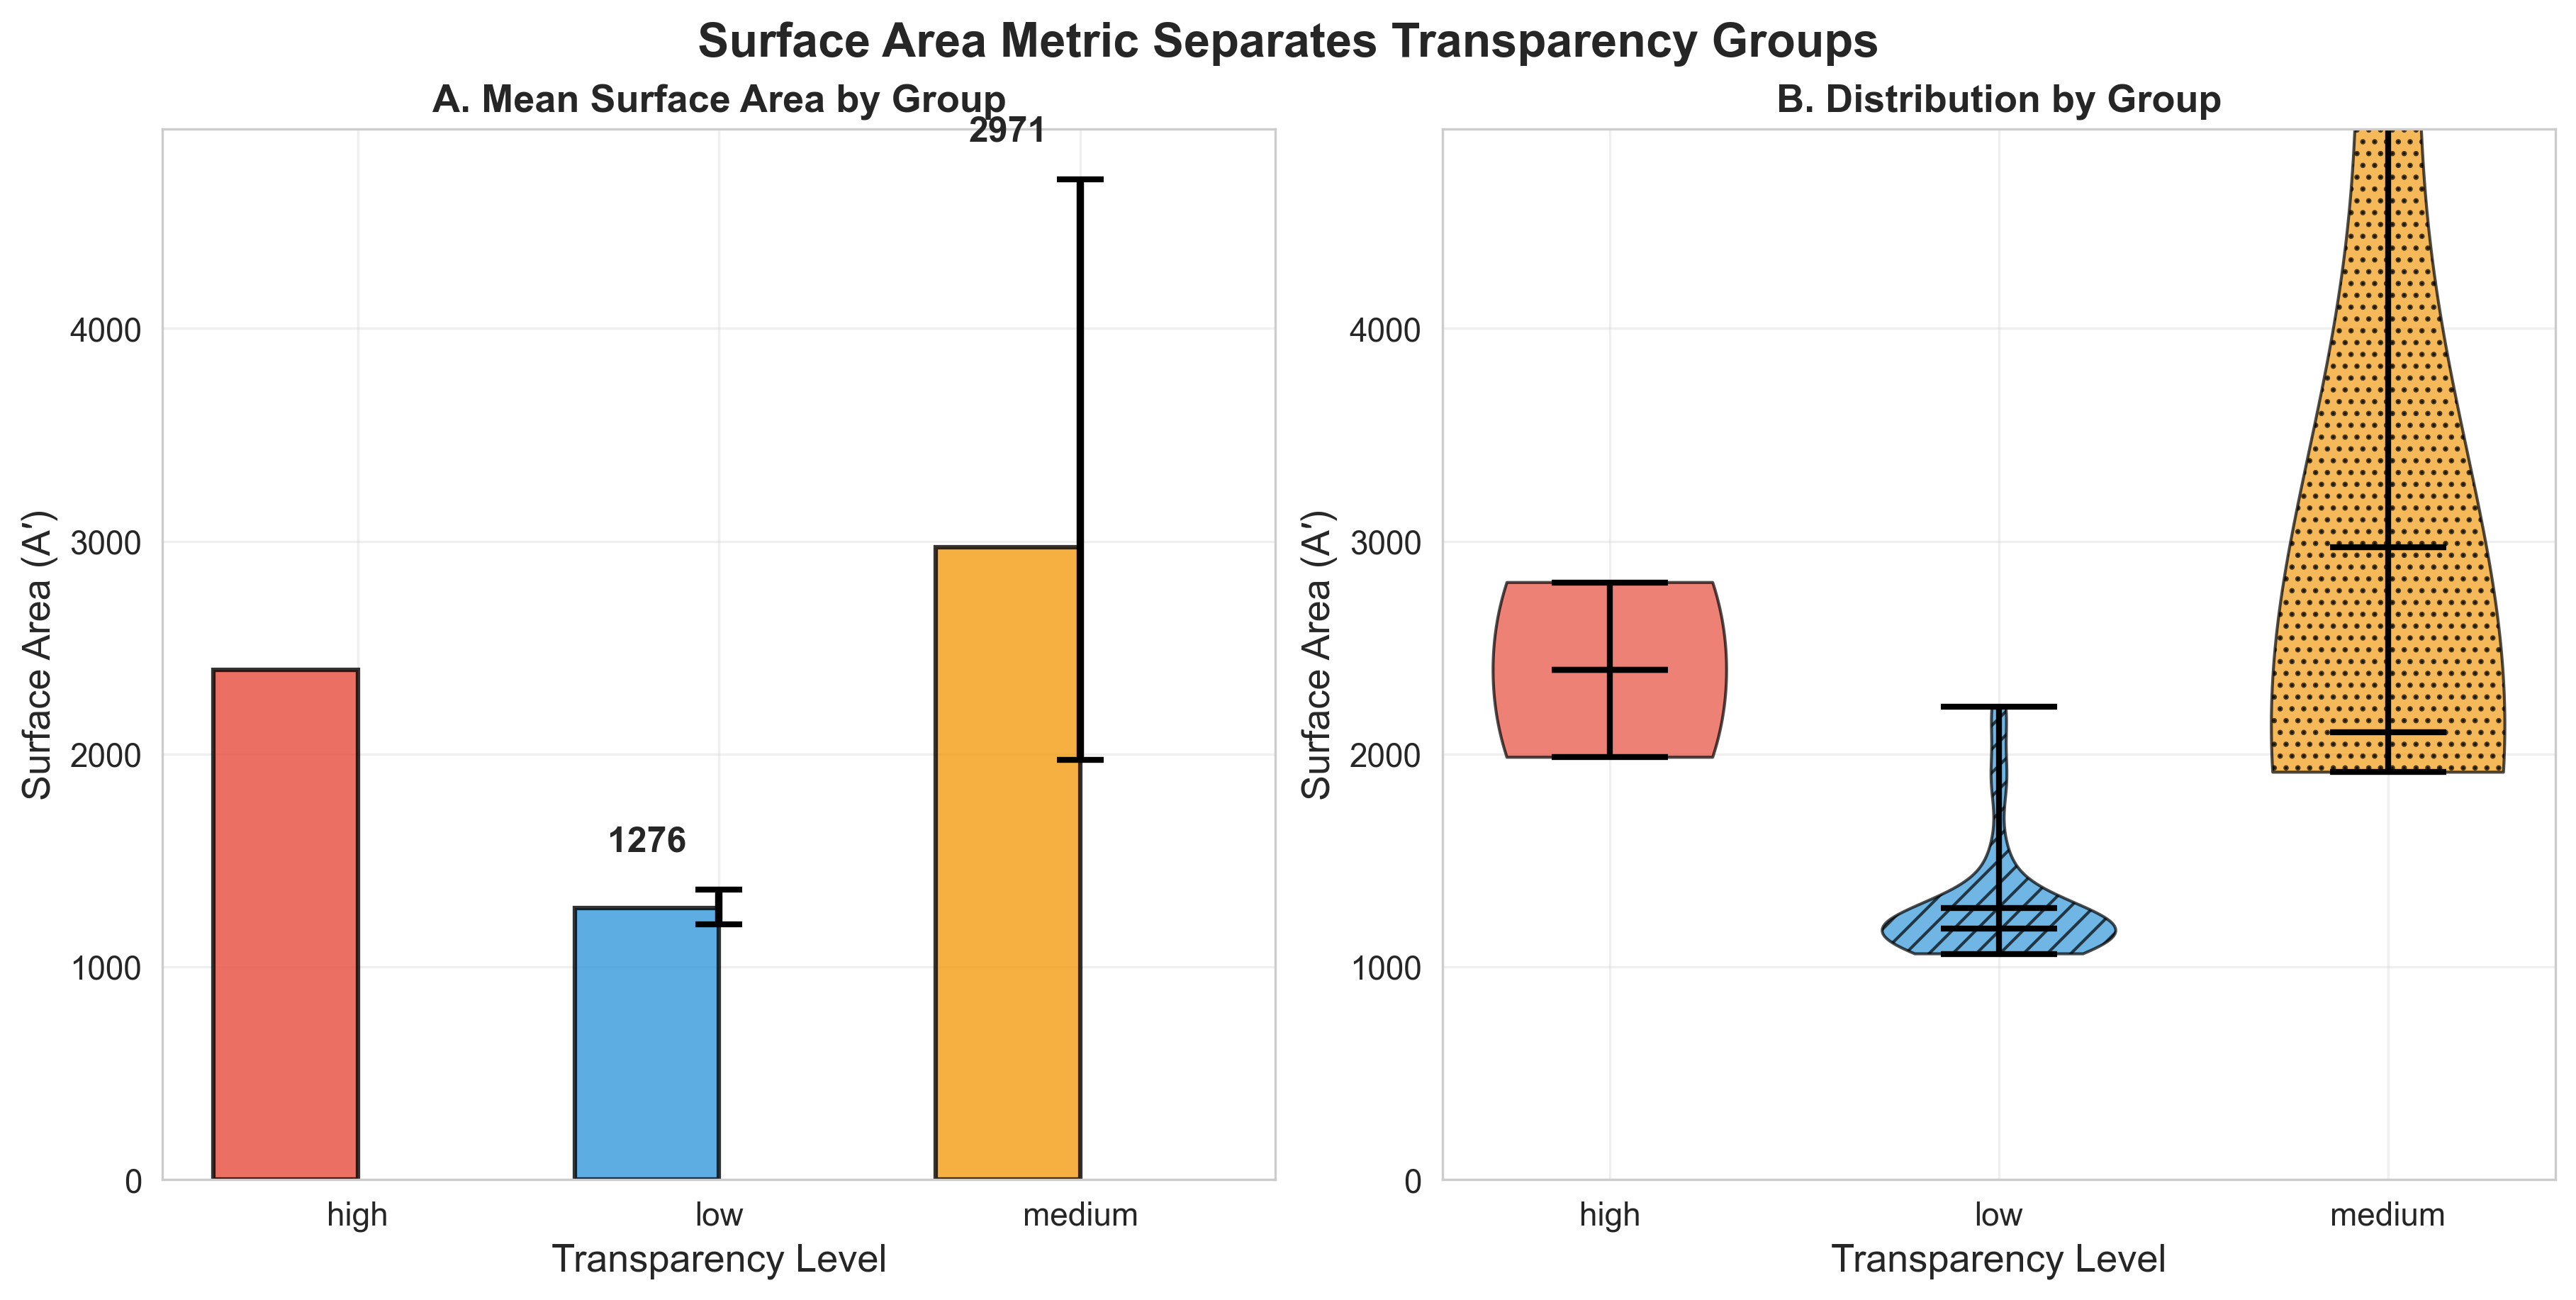 Surface Area Metric Separates Transparency Groups
A. Mean Surface Area by Group
2971
4000
3000
2000
1000
0
1276
Surface Area (A')
high
low
medium
Transparency Level
B. Distribution by Group
4000
3000
2000
1000
0
Surface Area (A')
high
low
medium
Transparency Level